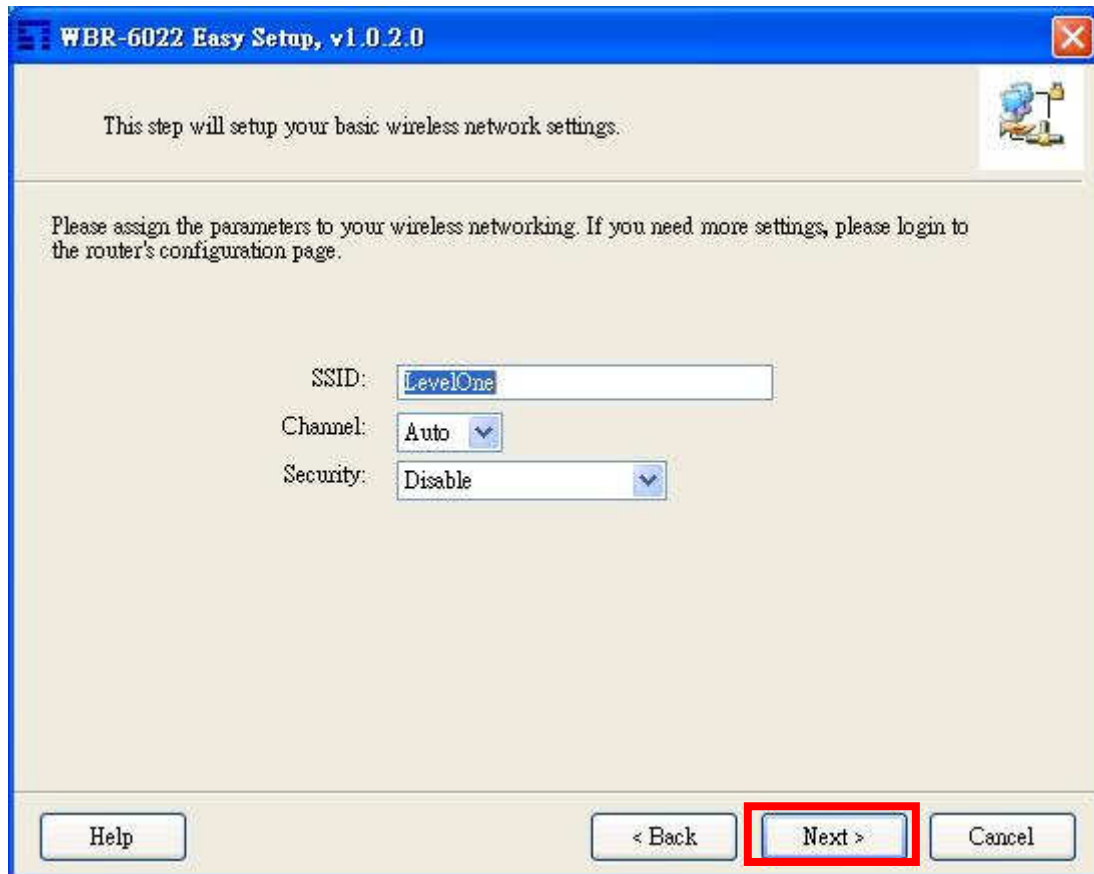 WBR-6022 Easy Setup, v1.0.2.0
This step will setup your basic wireless network settings.
Please assign the parameters to your wireless networking. If you need more settings, please login to
the router's configuration page.
SSID: LevelOne
Channel: Auto
Security: Disable
Help < Back Next > Cancel